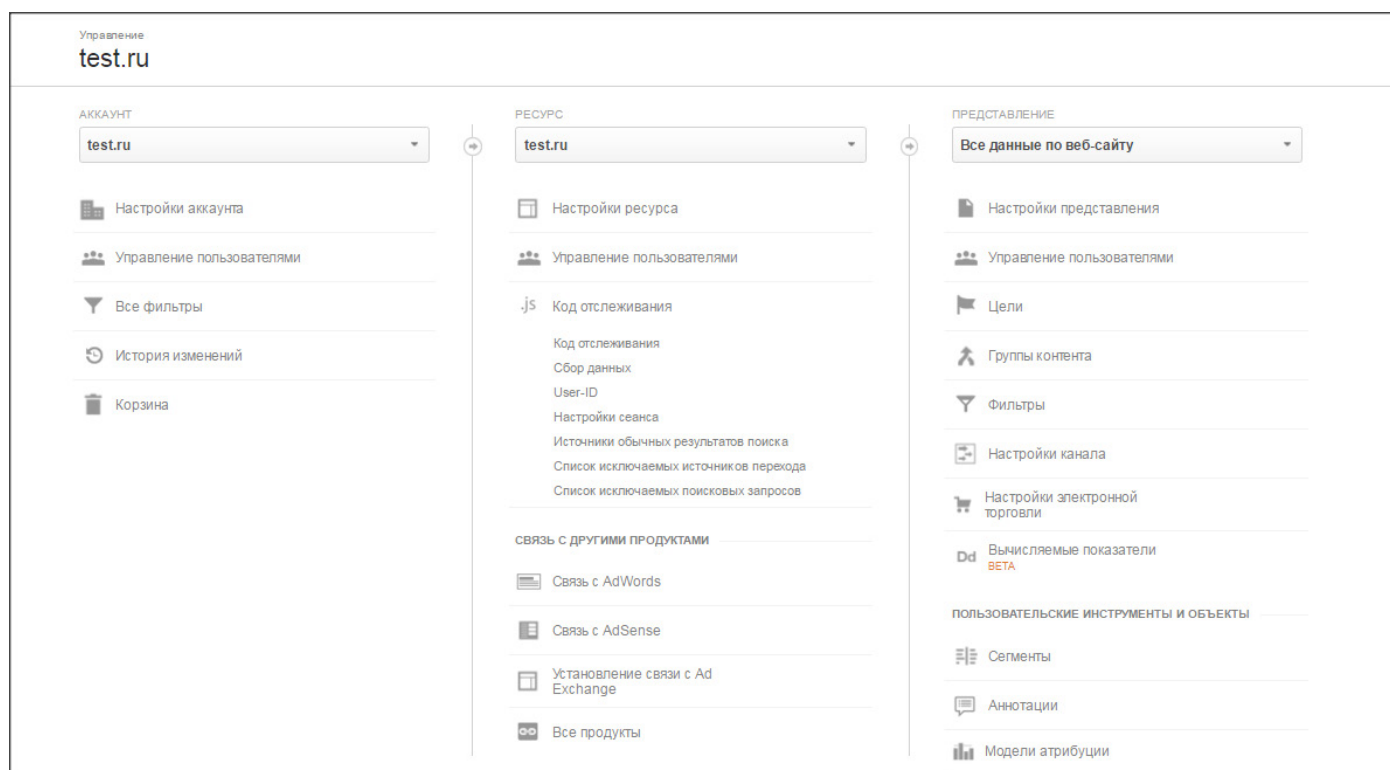 Управление
test.ru
АККАУНТ
test.ru
Настройки аккаунта
Управление пользователями
Все фильтры
История изменений
Корзина
РЕСУРС
test.ru
Настройки ресурса
Управление пользователями
.js Код отслеживания
Код отслеживания
Сбор данных
User-ID
Настройки сеанса
Источники обычных результатов поиска
Список исключаемых источников перехода
Список исключаемых поисковых запросов
СВЯЗЬ С ДРУГИМИ ПРОДУКТАМИ
Связь с AdWords
Связь с AdSense
Установление связи с Ad
Exchange
Все продукты
ПРЕДСТАВЛЕНИЕ
Все данные по веб-сайту
Настройки представления
Управление пользователями
Цели
Группы контента
Фильтры
Настройки канала
Настройки электронной
торговли
Dd Вычисляемые показатели
BETA
ПОЛЬЗОВАТЕЛЬСКИЕ ИНСТРУМЕНТЫ И ОБЪЕКТЫ
Сегменты
Аннотации
Модели атрибуции